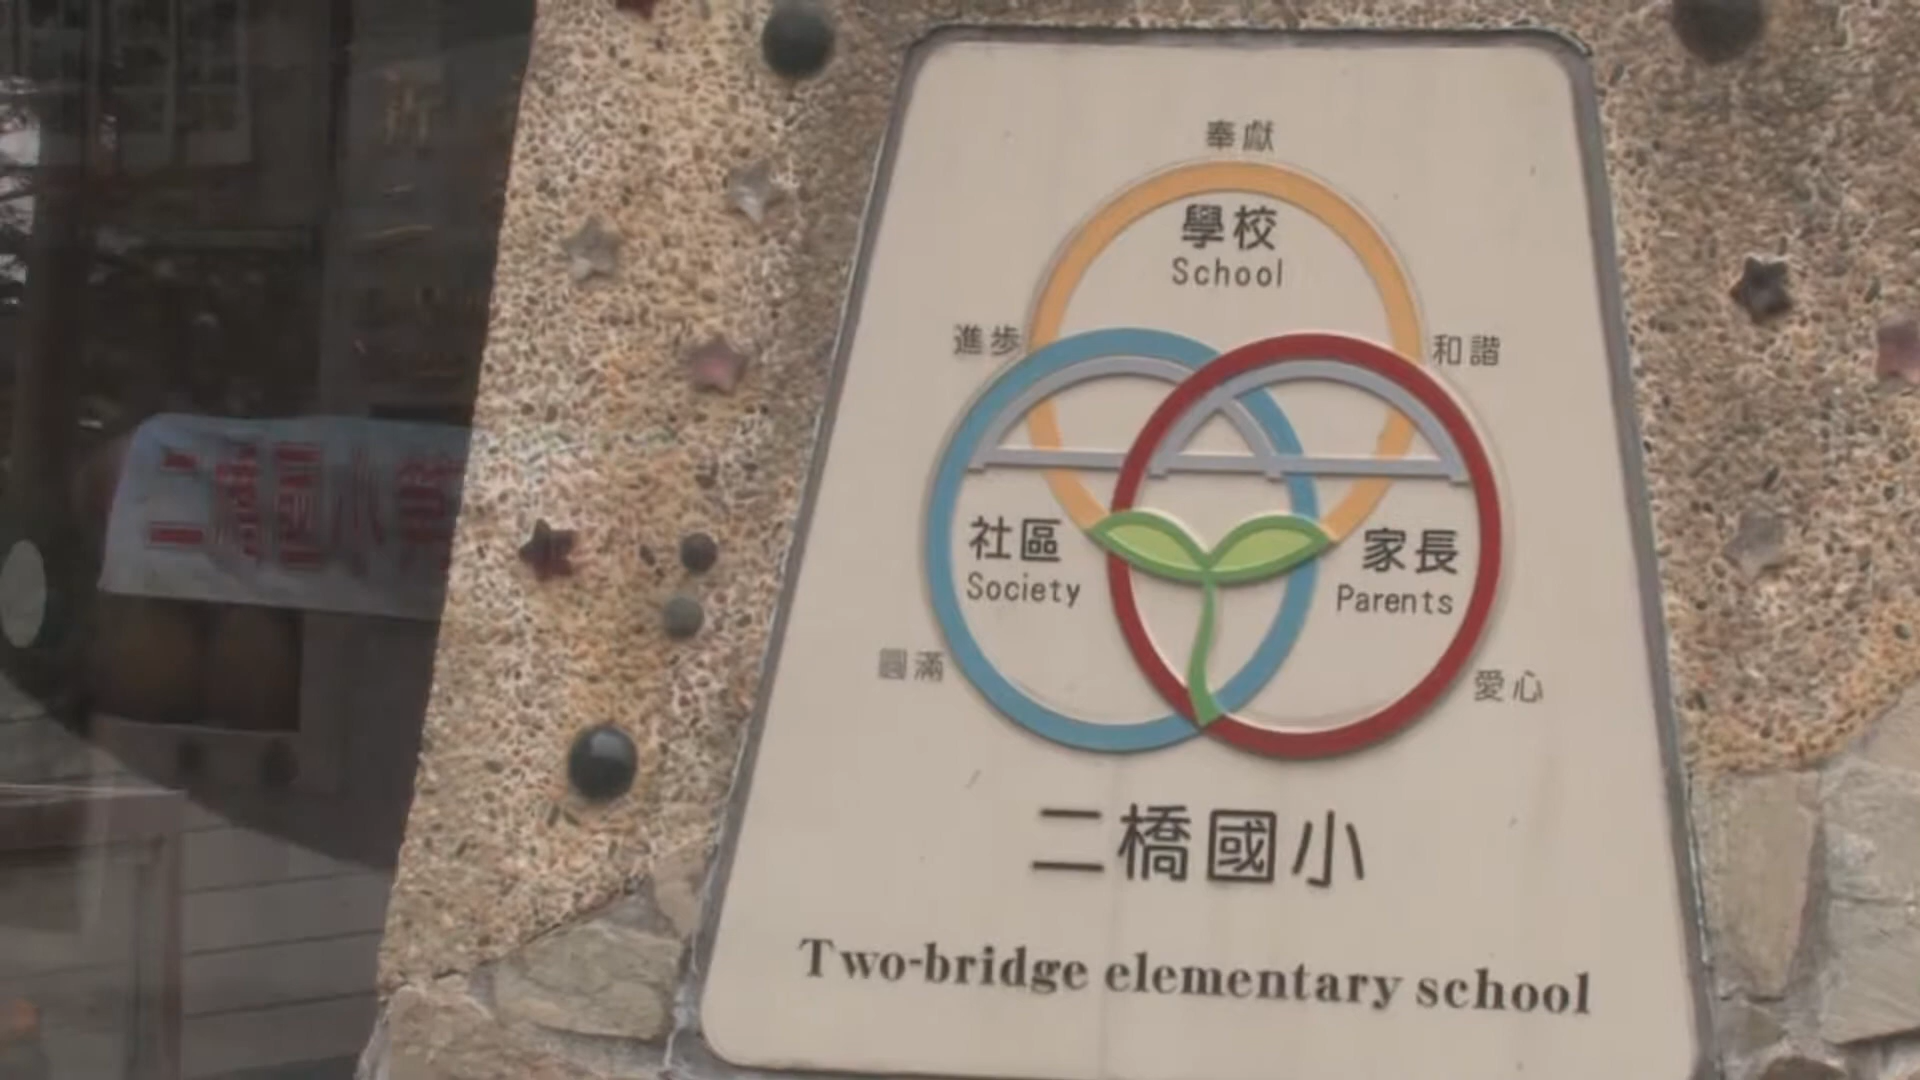 奉獻
學校
School
進步
和諧
社區
Society
家長
Parents
圓滿
愛心
二橋國小
Two-bridge elementary school
二橋國小